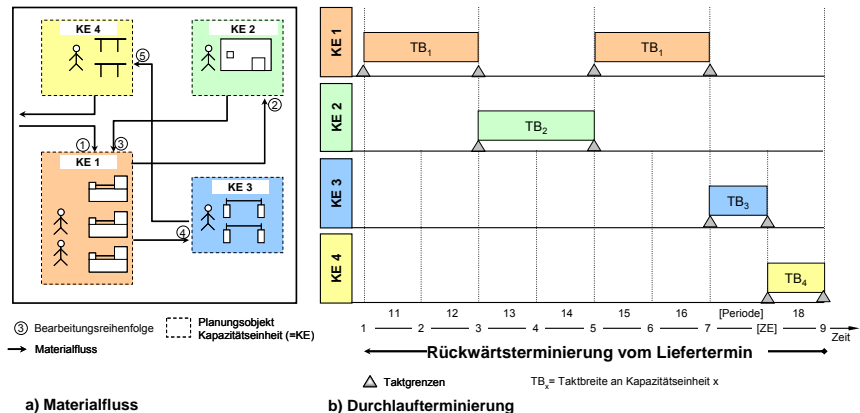 KE 4
KE 2
⑤
②
①
③
KE 1
KE 3
④
③ Bearbeitungsreihenfolge
Materialfluss
Planungsobjekt
Kapazitätseinheit (=KE)
a) Materialfluss
KE 1
TB₁
TB₁
KE 2
TB₂
KE 3
TB₃
KE 4
TB₄
11 12 13 14 15 16 [Periode] 18
1 2 3 4 5 6 7 [ZE] 9 Zeit
Rückwärtsterminierung vom Liefertermin
Taktgrenzen
TBₓ= Taktbreite an Kapazitätseinheit x
b) Durchlaufterminierung